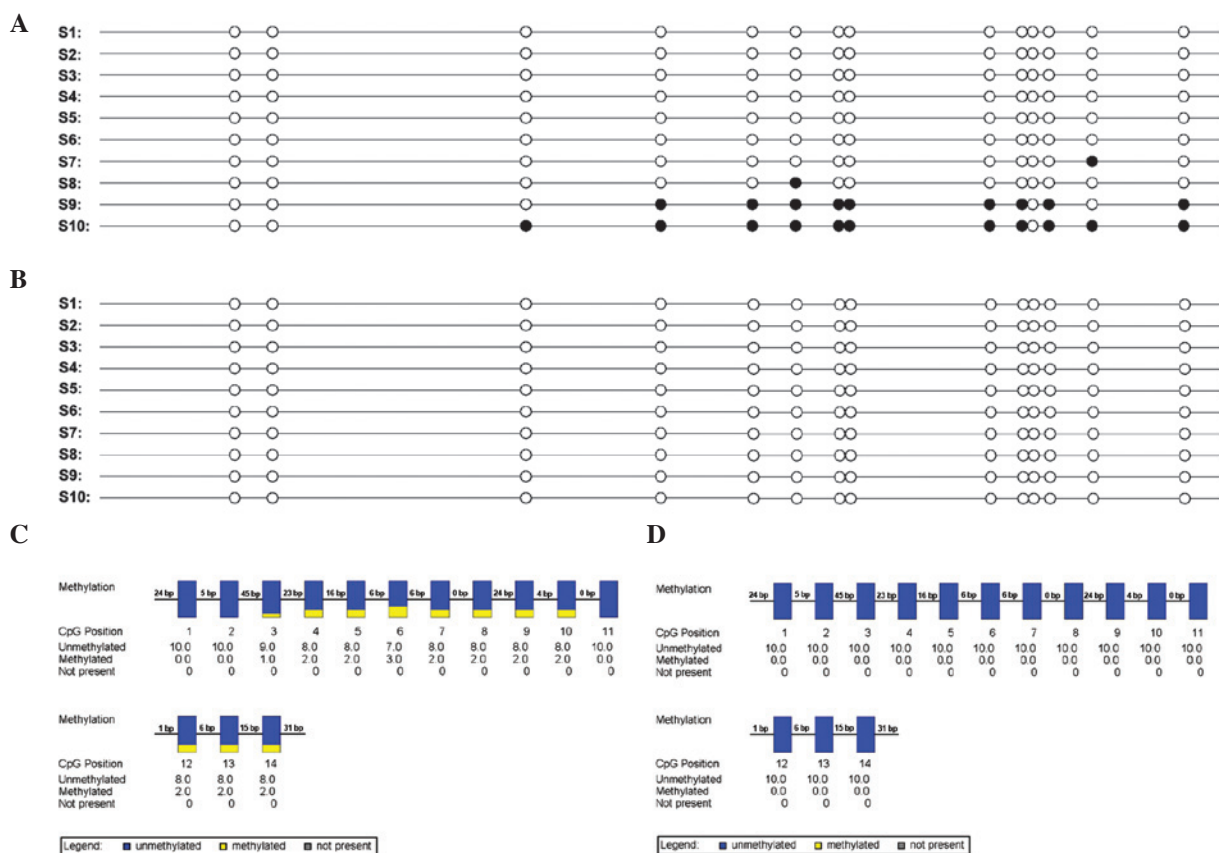 A
S1:
S2:
S3:
S4:
S5:
S6:
S7:
S8:
S9:
S10:
B
S1:
S2:
S3:
S4:
S5:
S6:
S7:
S8:
S9:
S10:
C
Methylation
24 bp 5 bp 45 bp 23 bp 16 bp 6 bp 6 bp 0 bp 24 bp 4 bp 0 bp
CpG Position 1 2 3 4 5 6 7 8 9 10 11
Unmethylated 10.0 10.0 9.0 8.0 8.0 7.0 8.0 8.0 8.0 8.0 10.0
Methylated 0.0 0.0 1.0 2.0 2.0 3.0 2.0 2.0 2.0 2.0 0.0
Not present 0 0 0 0 0 0 0 0 0 0 0
Methylation
1 bp 6 bp 15 bp 31 bp
CpG Position 12 13 14
Unmethylated 8.0 8.0 8.0
Methylated 2.0 2.0 2.0
Not present 0 0 0
Legend: unmethylated methylated not present
D
Methylation
24 bp 5 bp 45 bp 23 bp 16 bp 6 bp 6 bp 0 bp 24 bp 4 bp 0 bp
CpG Position 1 2 3 4 5 6 7 8 9 10 11
Unmethylated 10.0 10.0 10.0 10.0 10.0 10.0 10.0 10.0 10.0 10.0 10.0
Methylated 0.0 0.0 0.0 0.0 0.0 0.0 0.0 0.0 0.0 0.0 0.0
Not present 0 0 0 0 0 0 0 0 0 0 0
Methylation
1 bp 6 bp 15 bp 31 bp
CpG Position 12 13 14
Unmethylated 10.0 10.0 10.0
Methylated 0.0 0.0 0.0
Not present 0 0 0
Legend: unmethylated methylated not present